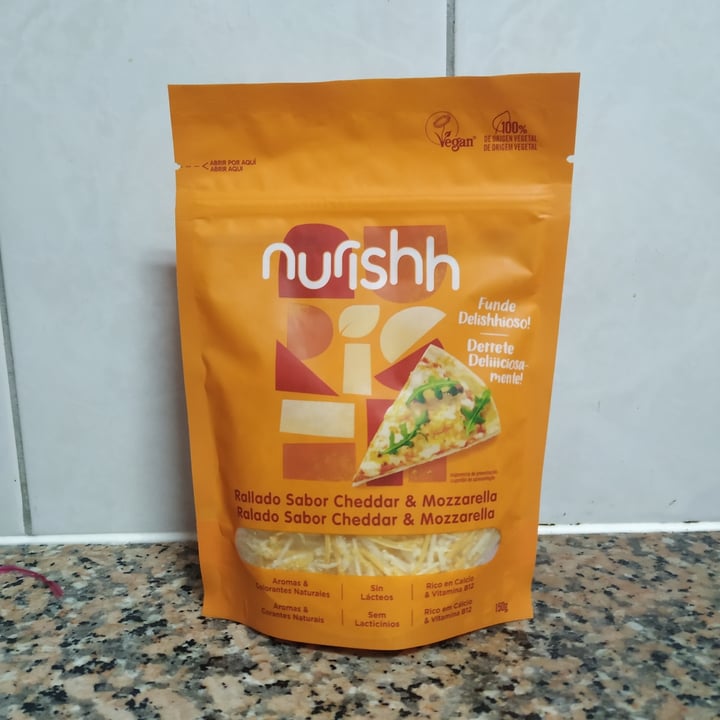 Vegan
100%
DE ORIGEN VEGETAL
DE ORIGEM VEGETAL
ABRIR POR AQUÍ
ABRIR AQUI
nurishh
Funde
Delishhioso!
Derrete
Deliiiciosa-
mente!
Rallado Sabor Cheddar & Mozzarella
Ralado Sabor Cheddar & Mozzarella
Aromas &
Colorantes Naturales
Sin
Lácteos
Rico en Calcio
& Vitamina B12
Aromas &
Corantes Naturais
Sem
Lacticínios
Rico em Cálcio
& Vitamina B12
150g